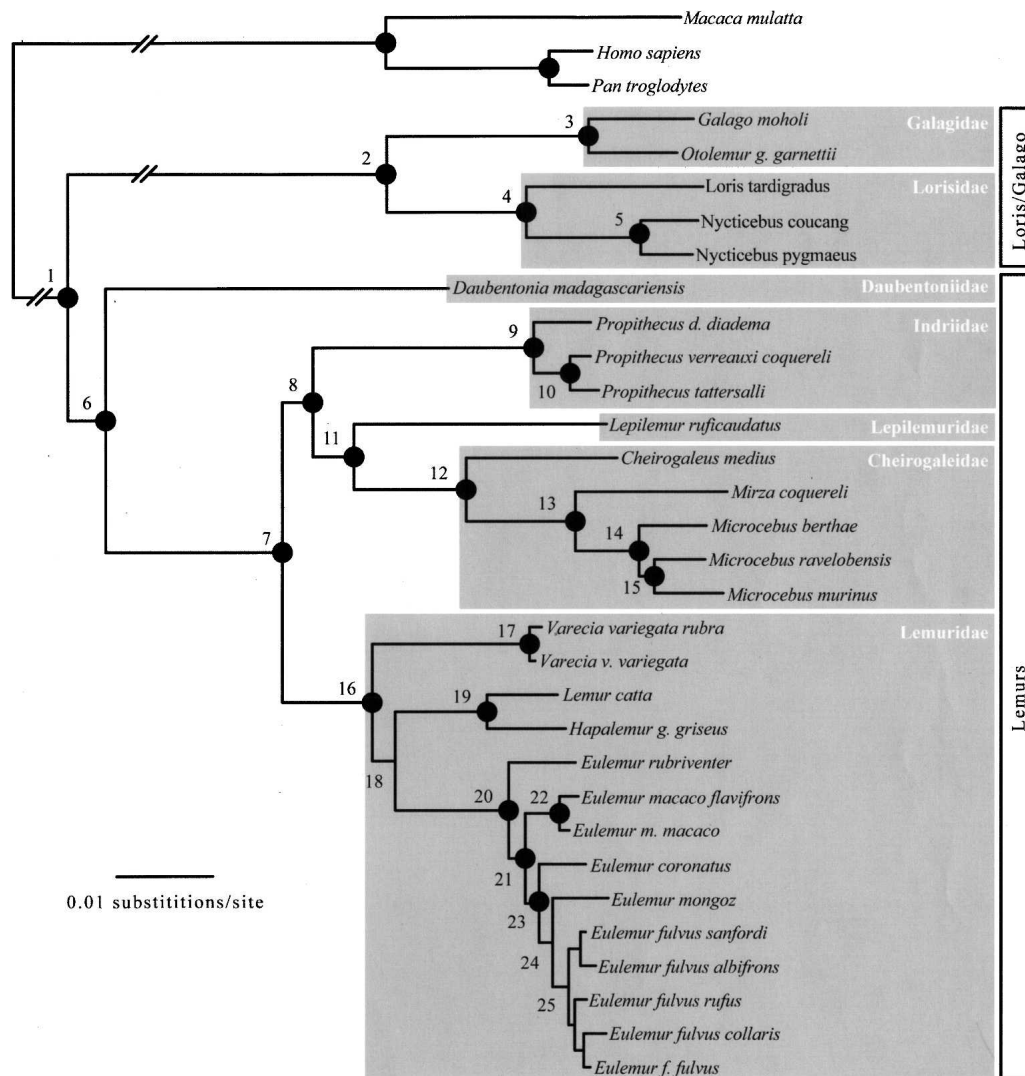 Macaca mulatta
Homo sapiens
Pan troglodytes
3
Galago moholi
Galagidae
Otolemur g. garnettii
2
Loris tardigradus
Lorisidae
4
5
Nycticebus coucang
Nycticebus pygmaeus
Loris/Galago
1
Daubentonia madagascariensis
Daubentoniidae
9
Propithecus d. diadema
Indriidae
Propithecus verreauxi coquereli
10
Propithecus tattersalli
8
6
11
Lepilemur ruficaudatus
Lepilemuridae
Cheirogaleus medius
Cheirogaleidae
12
Mirza coquereli
13
Microcebus berthae
14
7
Microcebus ravelobensis
15
Microcebus murinus
Varecia variegata rubra
Lemuridae
17
Varecia v. variegata
16
Lemur catta
19
Hapalemur g. griseus
18
Eulemur rubriventer
20
22
Eulemur macaco flavifrons
Eulemur m. macaco
21
Eulemur coronatus
Eulemur mongoz
23
Eulemur fulvus sanfordi
24
Eulemur fulvus albifrons
25
Eulemur fulvus rufus
Eulemur fulvus collaris
Eulemur f. fulvus
Lemurs
0.01 substititions/site